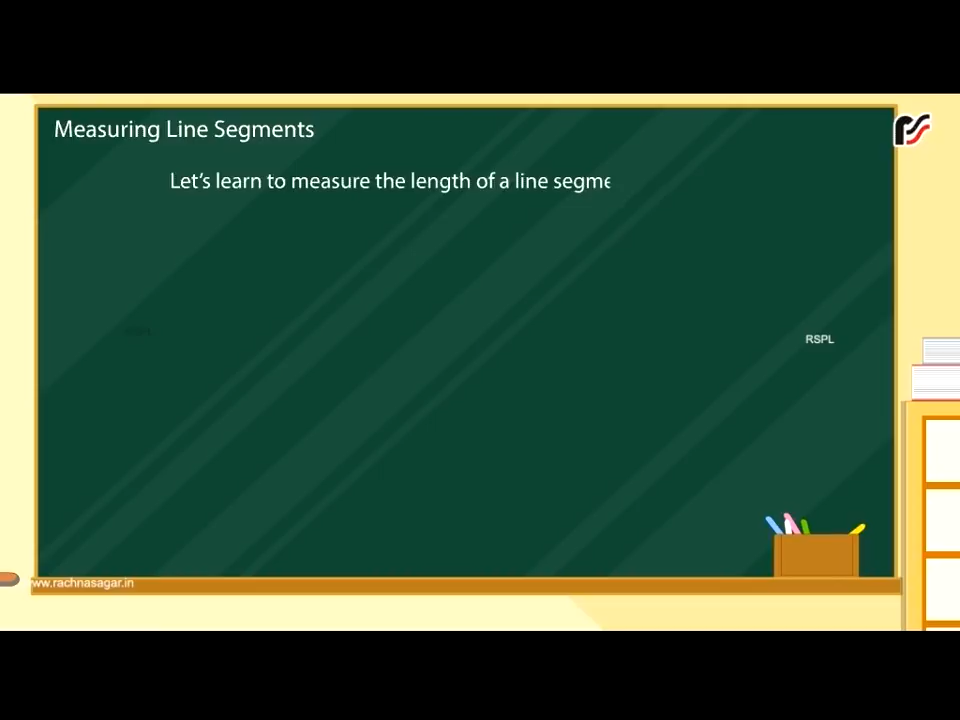 Measuring Line Segments
Let's learn to measure the length of a line segme
RSPL
www.rachnasagar.in